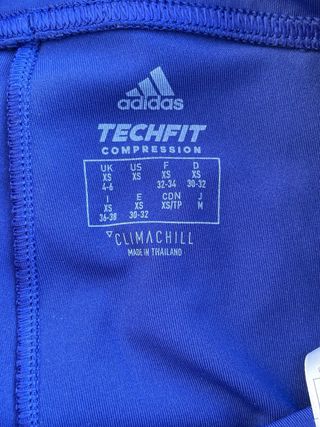 adidas
TECHFIT
COMPRESSION
UK US F D
XS XS XS XS
4-6 32-34 30-32
I E CDN J
XS XS XS/TP M
36-38 30-32
CLIMACHILL
MADE IN THAILAND